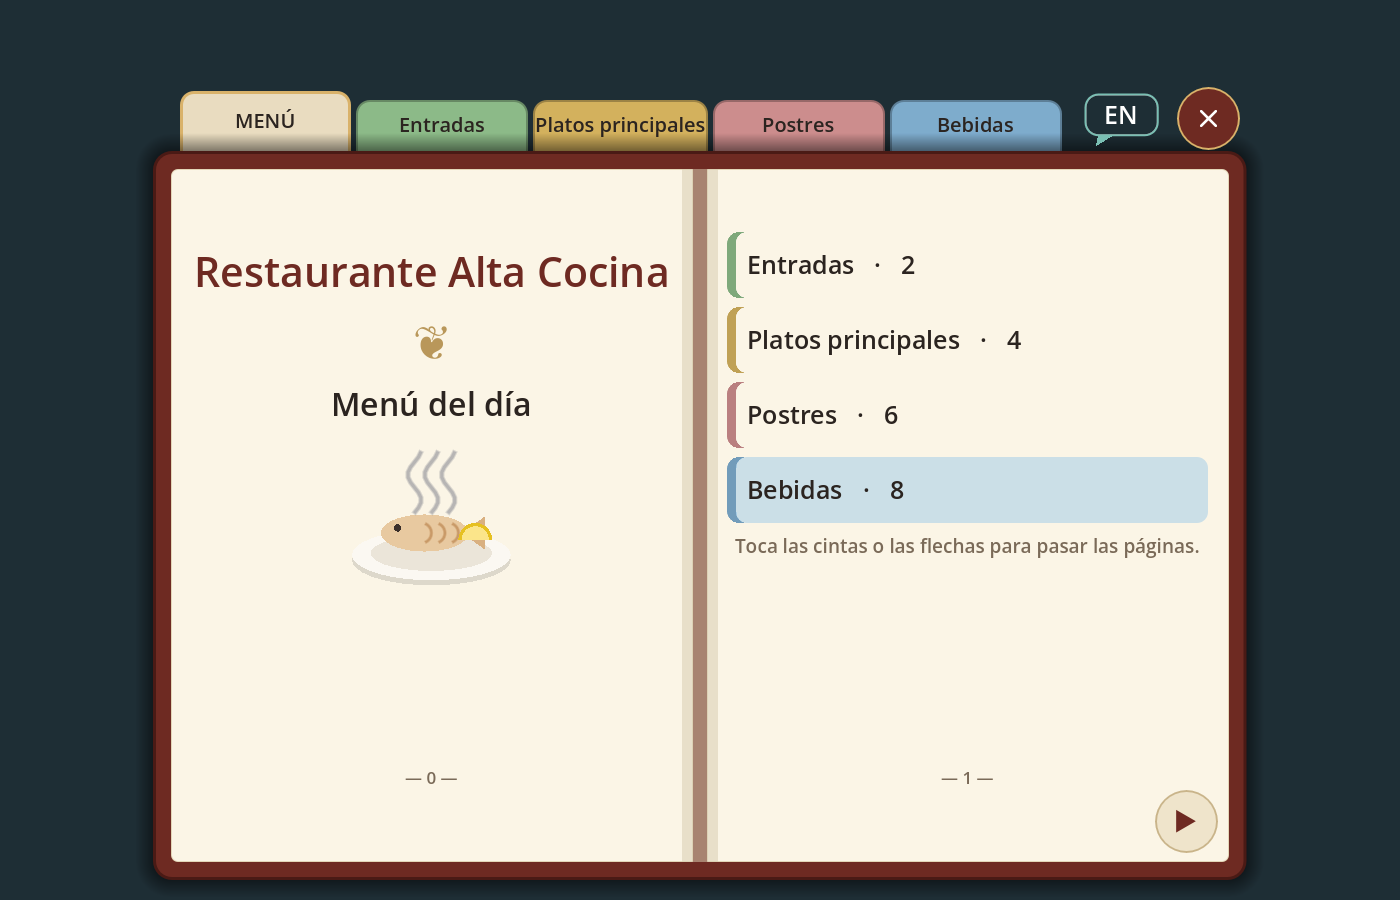 MENÚ
Entradas
Platos principales
Postres
Bebidas
EN
Restaurante Alta Cocina
Menú del día
— 0 —
Entradas · 2
Platos principales · 4
Postres · 6
Bebidas · 8
Toca las cintas o las flechas para pasar las páginas.
— 1 —